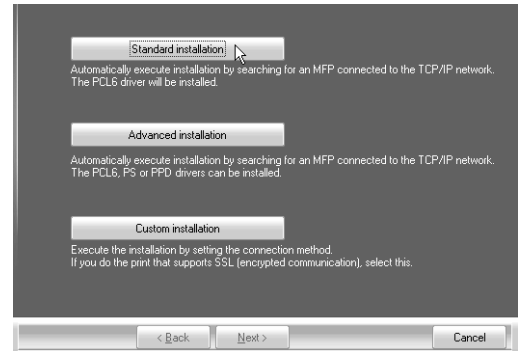 Standard installation
Automatically execute installation by searching for an MFP connected to the TCP/IP network.
The PCL6 driver will be installed.
Advanced installation
Automatically execute installation by searching for an MFP connected to the TCP/IP network.
The PCL6, PS or PPD drivers can be installed.
Custom installation
Execute the installation by setting the connection method.
If you do the print that supports SSL (encrypted communication), select this.
< Back Next > Cancel